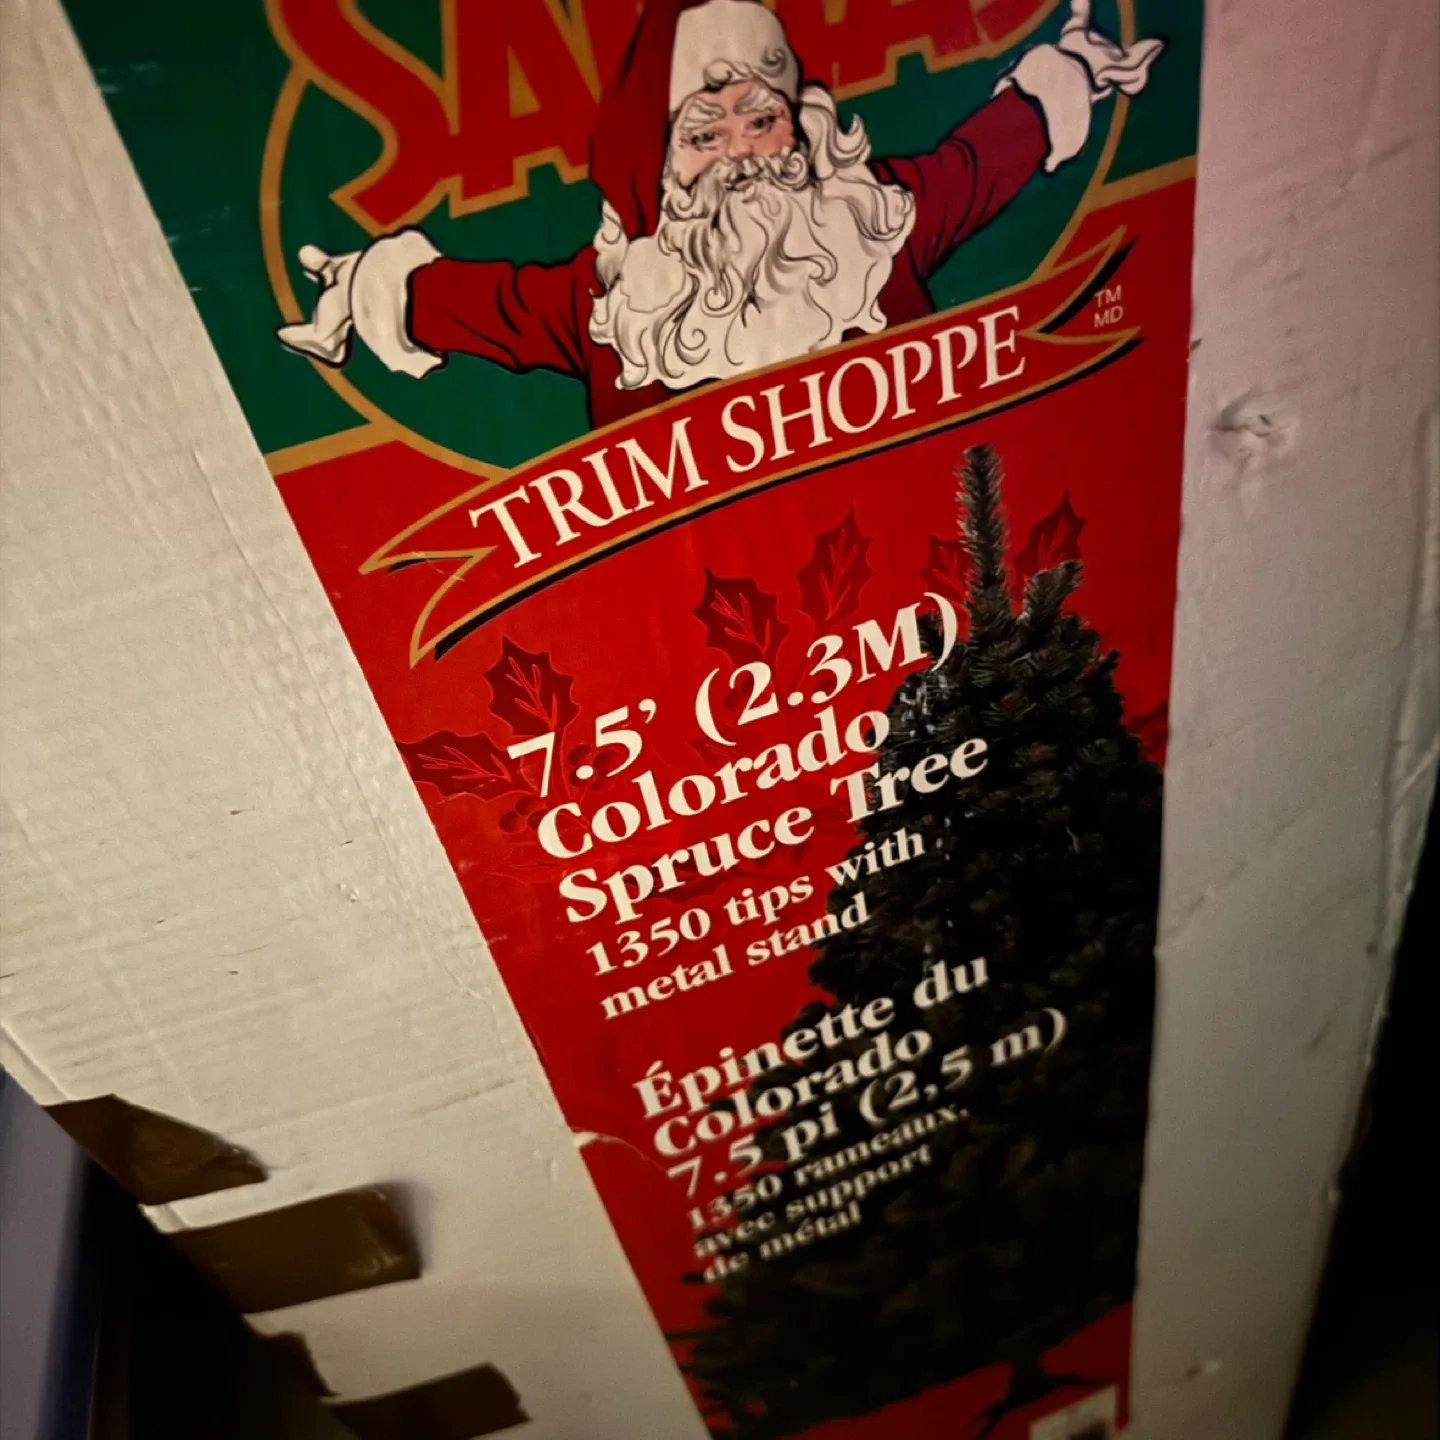 TRIM SHOPPE
TM
MD
7.5' (2.3M)
Colorado
Spruce Tree
1350 tips with
metal stand
Épinette du
Colorado
7.5 pi (2,5 m)
1350 rameaux,
avec support
de métal